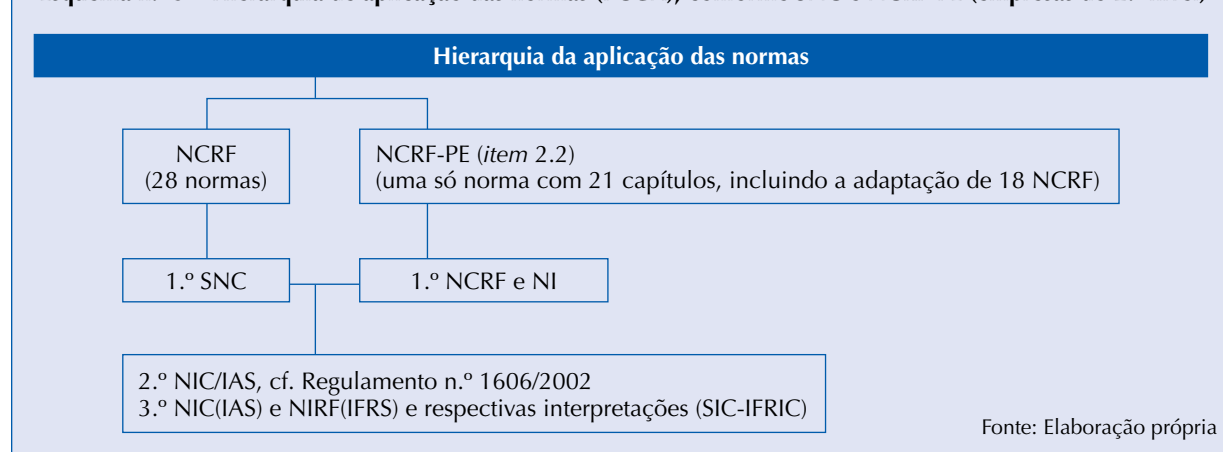 Hierarquia da aplicação das normas
NCRF
(28 normas)
NCRF-PE (item 2.2)
(uma só norma com 21 capítulos, incluindo a adaptação de 18 NCRF)
1.º SNC
1.º NCRF e NI
2.º NIC/IAS, cf. Regulamento n.º 1606/2002
3.º NIC(IAS) e NIRF(IFRS) e respectivas interpretações (SIC-IFRIC)
Fonte: Elaboração própria